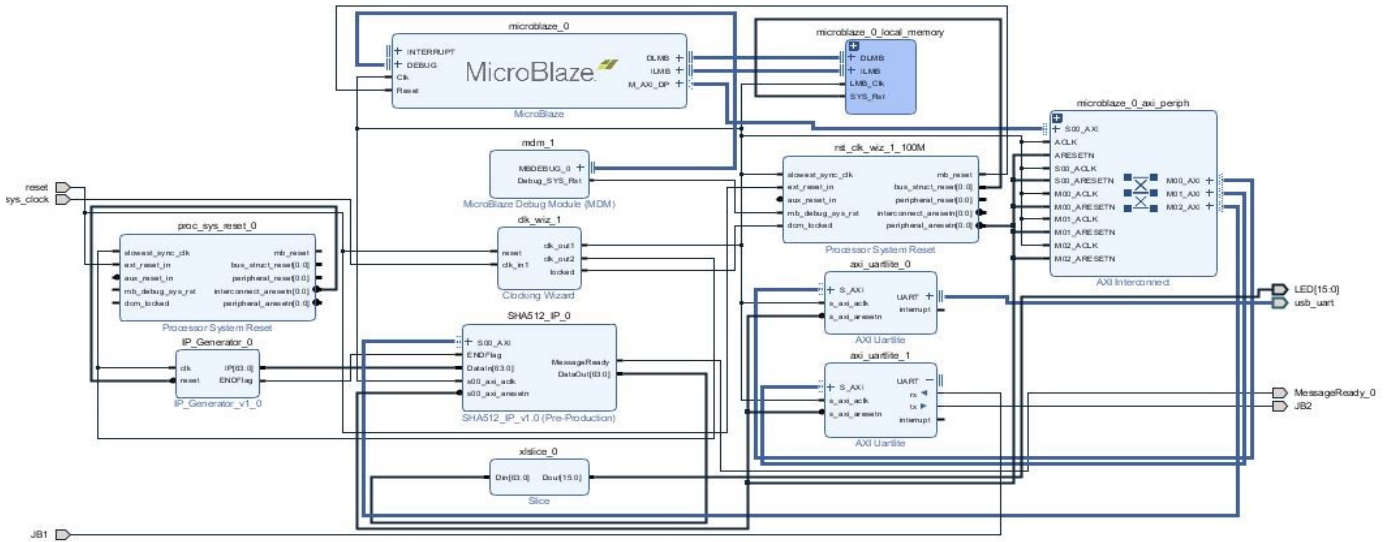 microblaze_0
INTERRUPT
DEBUG
Clk
Reset
MicroBlaze
DLMB
ILMB
M_AXI_DP
MicroBlaze
microblaze_0_local_memory
DLMB
ILMB
LMB_Clk
SYS_Rst
mdm_1
MBDEBUG_0
Debug_SYS_Rst
MicroBlaze Debug Module (MDM)
rst_clk_wiz_1_100M
slowest_sync_clk
ext_reset_in
aux_reset_in
mb_debug_sys_rst
dcm_locked
mb_reset
bus_struct_reset[0:0]
peripheral_reset[0:0]
interconnect_aresetn[0:0]
peripheral_aresetn[0:0]
Processor System Reset
microblaze_0_axi_periph
S00_AXI
ACLK
ARESETN
S00_ACLK
S00_ARESETN
M00_ACLK
M00_ARESETN
M01_ACLK
M01_ARESETN
M02_ACLK
M02_ARESETN
M00_AXI
M01_AXI
M02_AXI
AXI Interconnect
reset
sys_clock
proc_sys_reset_0
slowest_sync_clk
ext_reset_in
aux_reset_in
mb_debug_sys_rst
dcm_locked
mb_reset
bus_struct_reset[0:0]
peripheral_reset[0:0]
interconnect_aresetn[0:0]
peripheral_aresetn[0:0]
Processor System Reset
clk_wiz_1
reset
clk_in1
clk_out1
clk_out2
locked
Clocking Wizard
axi_uartlite_0
S_AXI
s_axi_aclk
s_axi_aresetn
UART
interrupt
AXI Uartlite
LED[15:0]
usb_uart
IP_Generator_0
clk
reset
IP[63:0]
ENDFlag
IP_Generator_v1_0
SHA512_IP_0
S00_AXI
ENDFlag
DataIn[63:0]
s00_axi_aclk
s00_axi_aresetn
MessageReady
DataOut[63:0]
SHA512_IP_v1.0 (Pre-Production)
axi_uartlite_1
S_AXI
s_axi_aclk
s_axi_aresetn
UART
rx
tx
interrupt
AXI Uartlite
MessageReady_0
JB2
xlslice_0
Din[63:0]
Dout[15:0]
Slice
JB1